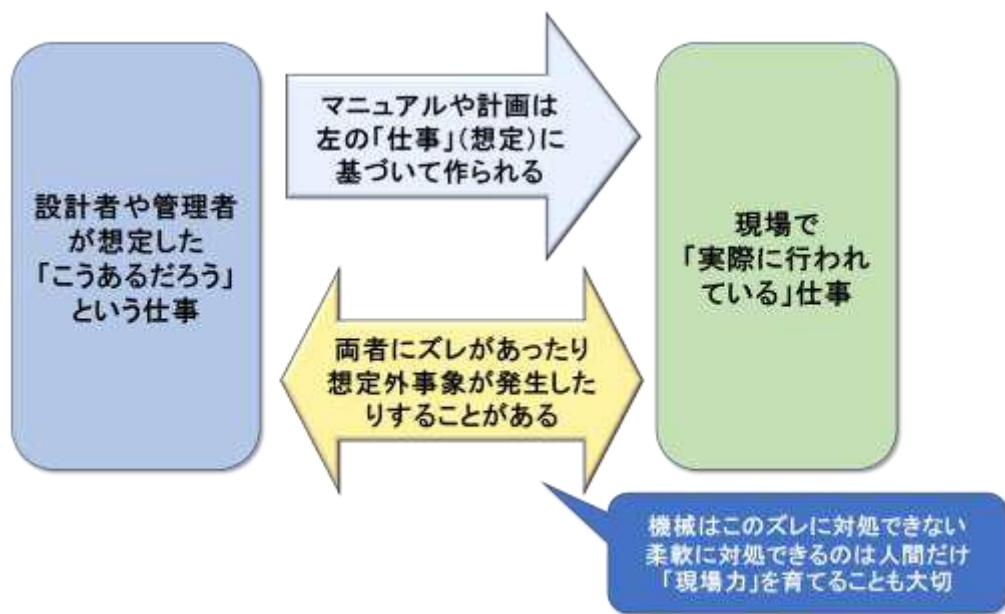 設計者や管理者
が想定した
「こうあるだろう」
という仕事
マニュアルや計画は
左の「仕事」(想定)に
基づいて作られる
両者にズレがあったり
想定外事象が発生した
りすることがある
現場で
「実際に行われ
ている」仕事
機械はこのズレに対処できない
柔軟に対処できるのは人間だけ
「現場力」を育てることも大切